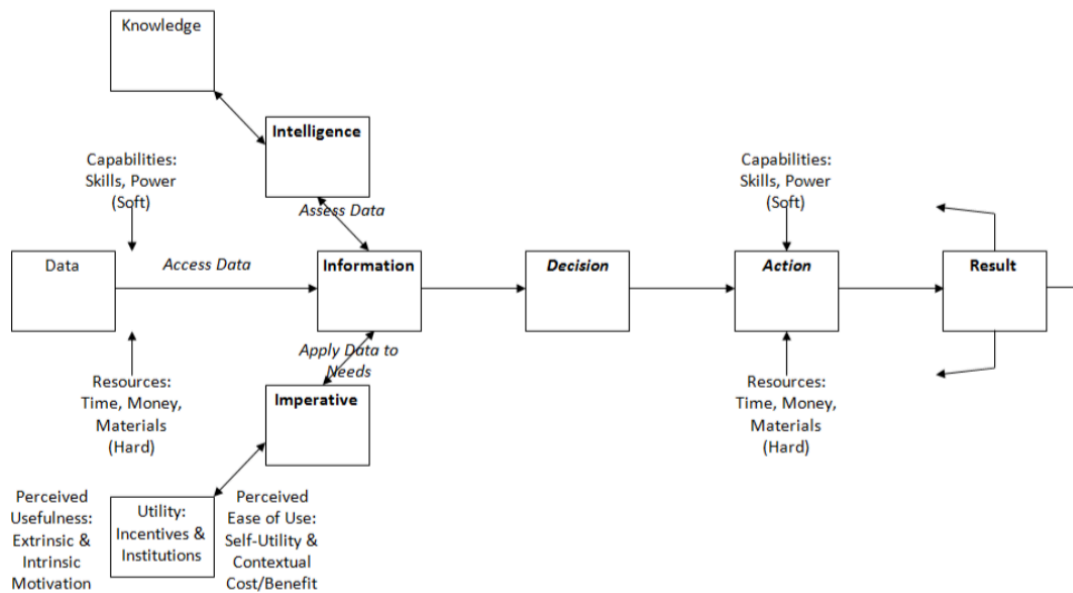 Knowledge
Intelligence
Capabilities:
Skills, Power
(Soft)
Capabilities:
Skills, Power
(Soft)
Assess Data
Data
Access Data
Information
Decision
Action
Result
Apply Data to
Needs
Resources:
Time, Money,
Materials
(Hard)
Imperative
Resources:
Time, Money,
Materials
(Hard)
Perceived
Usefulness:
Extrinsic &
Intrinsic
Motivation
Utility:
Incentives &
Institutions
Perceived
Ease of Use:
Self-Utility &
Contextual
Cost/Benefit